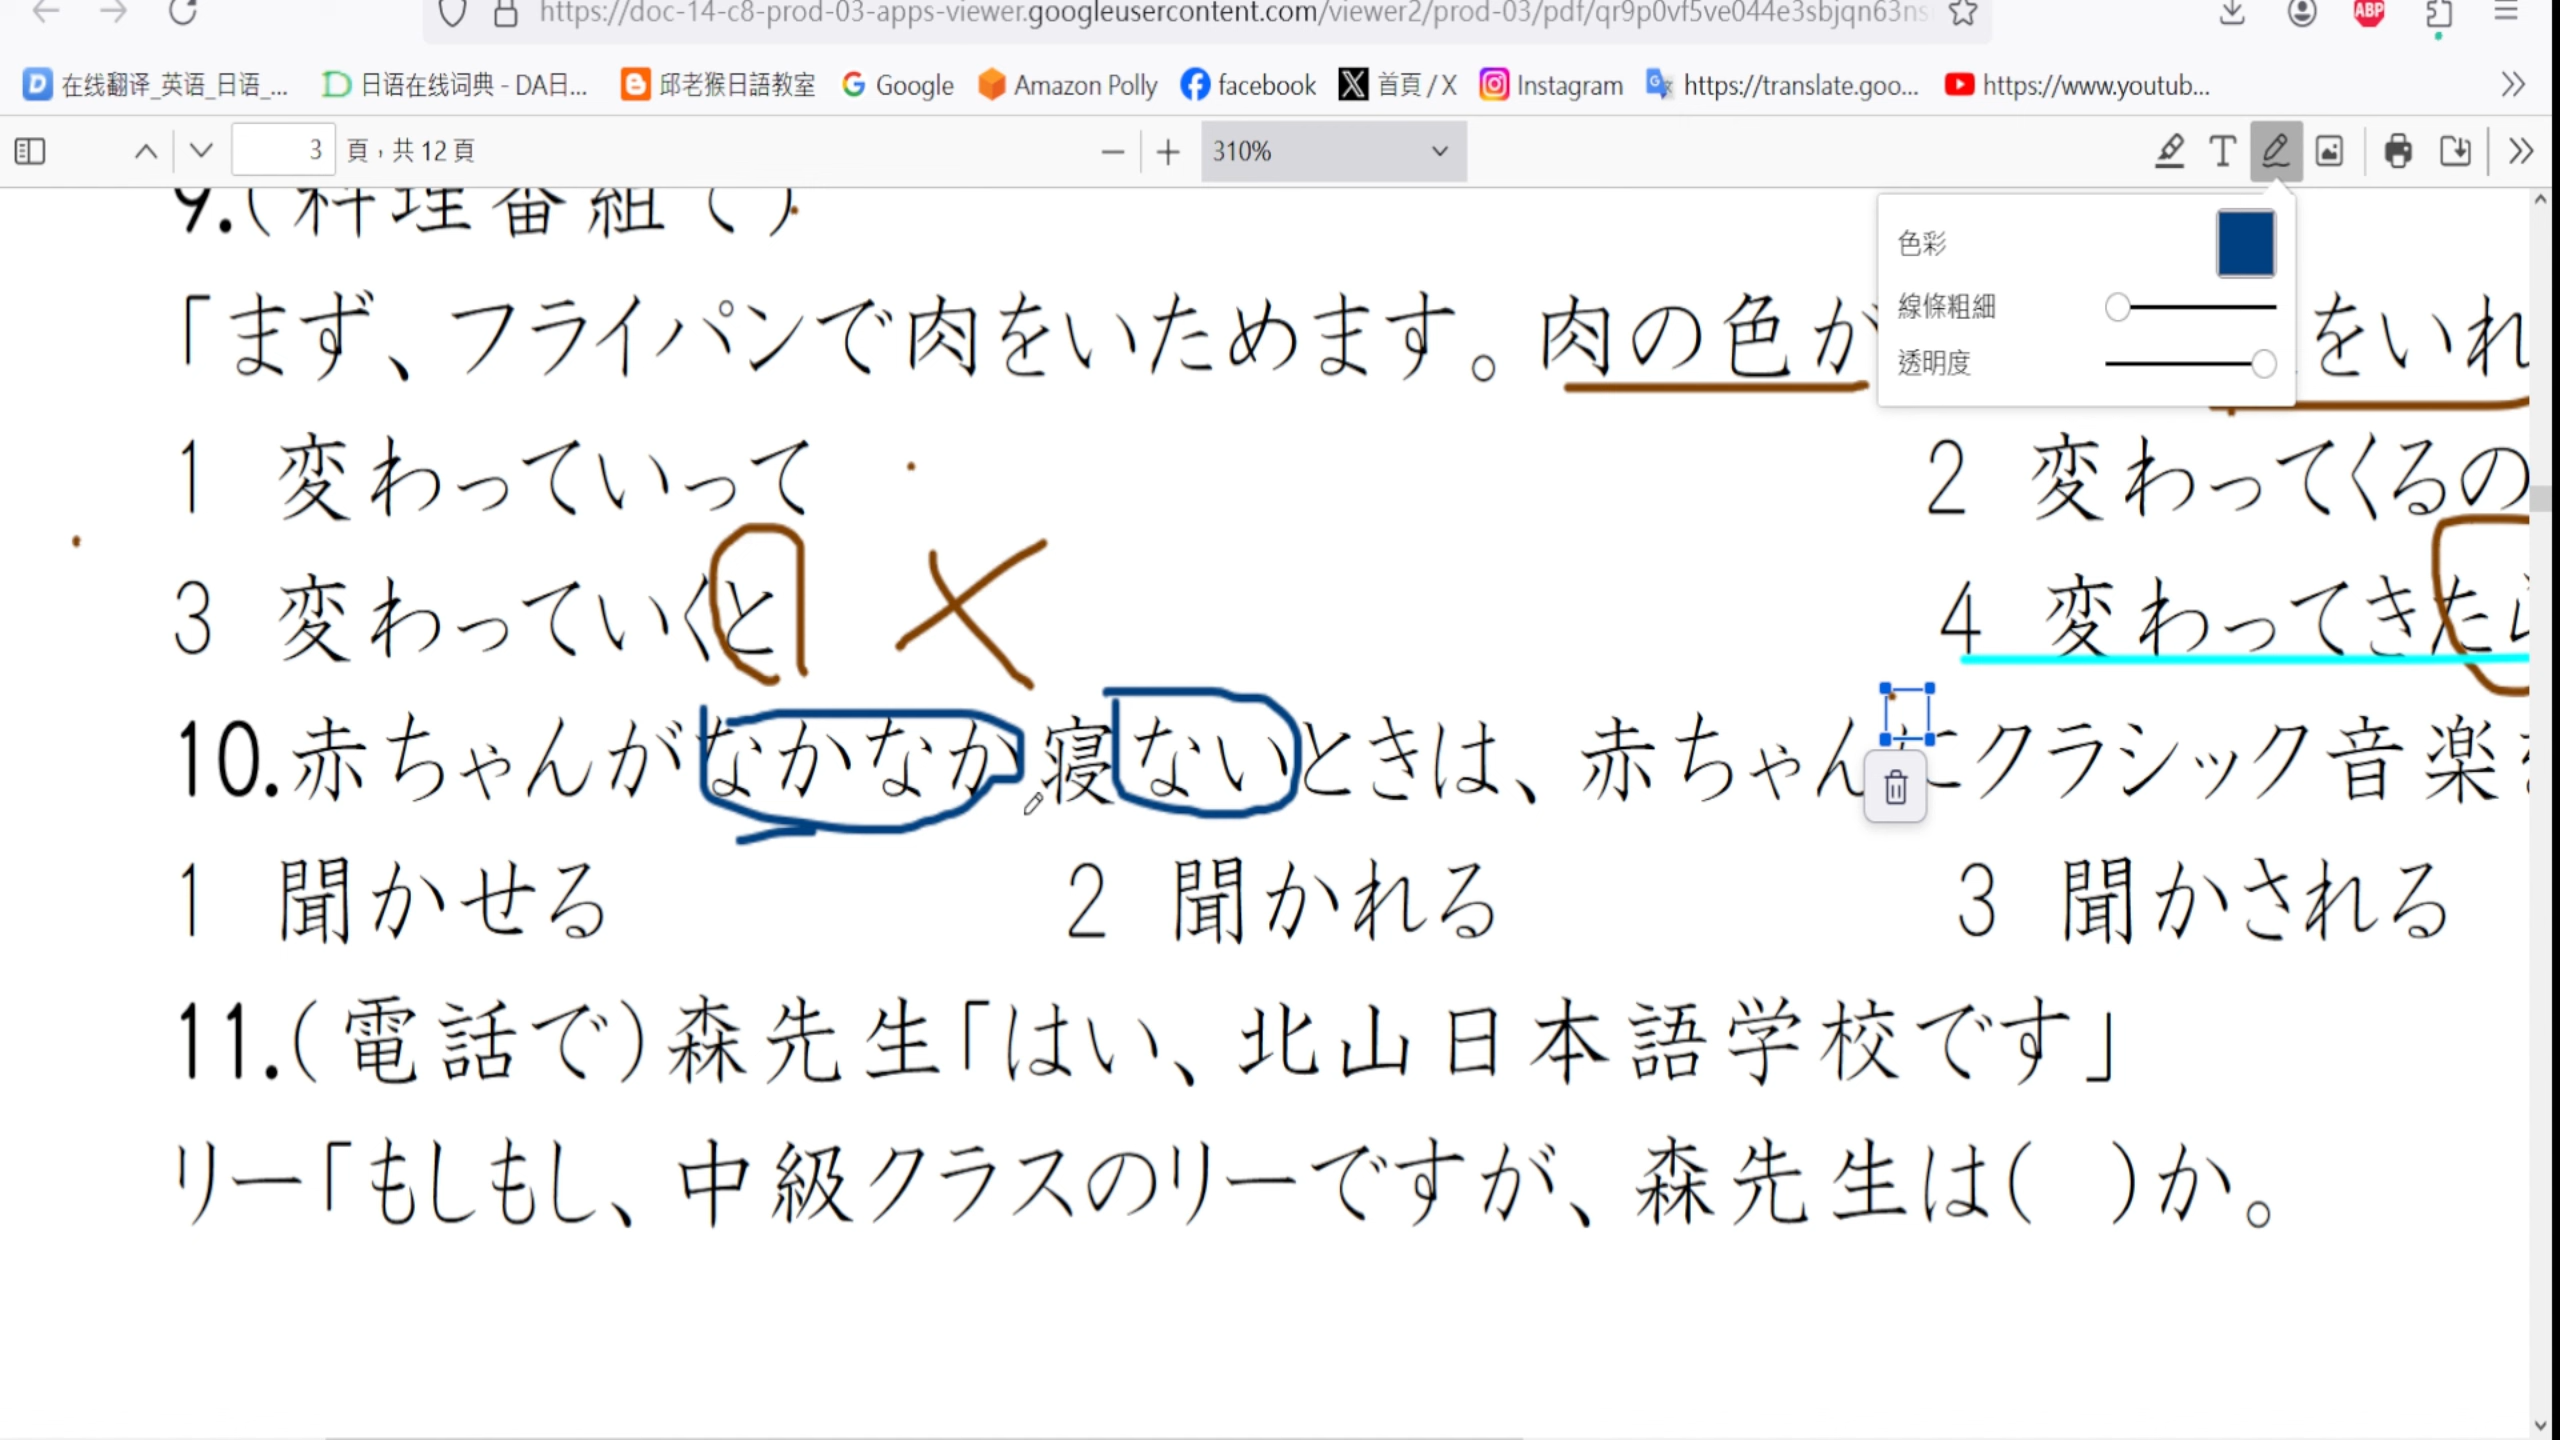 https://doc-14-c8-prod-03-apps-viewer.googleusercontent.com/viewer2/prod-03/pdf/qr9p0vf5ve044e3sbjqn63ns
在线翻译_英语_日语_... 日语在线词典 - DA日... 邱老猴日語教室 Google Amazon Polly facebook 首頁 / X Instagram https://translate.goo... https://www.youtub...
3 頁，共 12 頁 310%
ABP
色彩
線條粗細
透明度
9.(料理番組で)
「まず、フライパンで肉をいためます。肉の色が をいれ
1 変わっていって 2 変わってくるの
3 変わっていくと 4 変わってきたら
10.赤ちゃんがなかなか寝ないときは、赤ちゃんにクラシック音楽
1 聞かせる 2 聞かれる 3 聞かされる
11.(電話で)森先生「はい、北山日本語学校です」
リー「もしもし、中級クラスのリーですが、森先生は( )か。